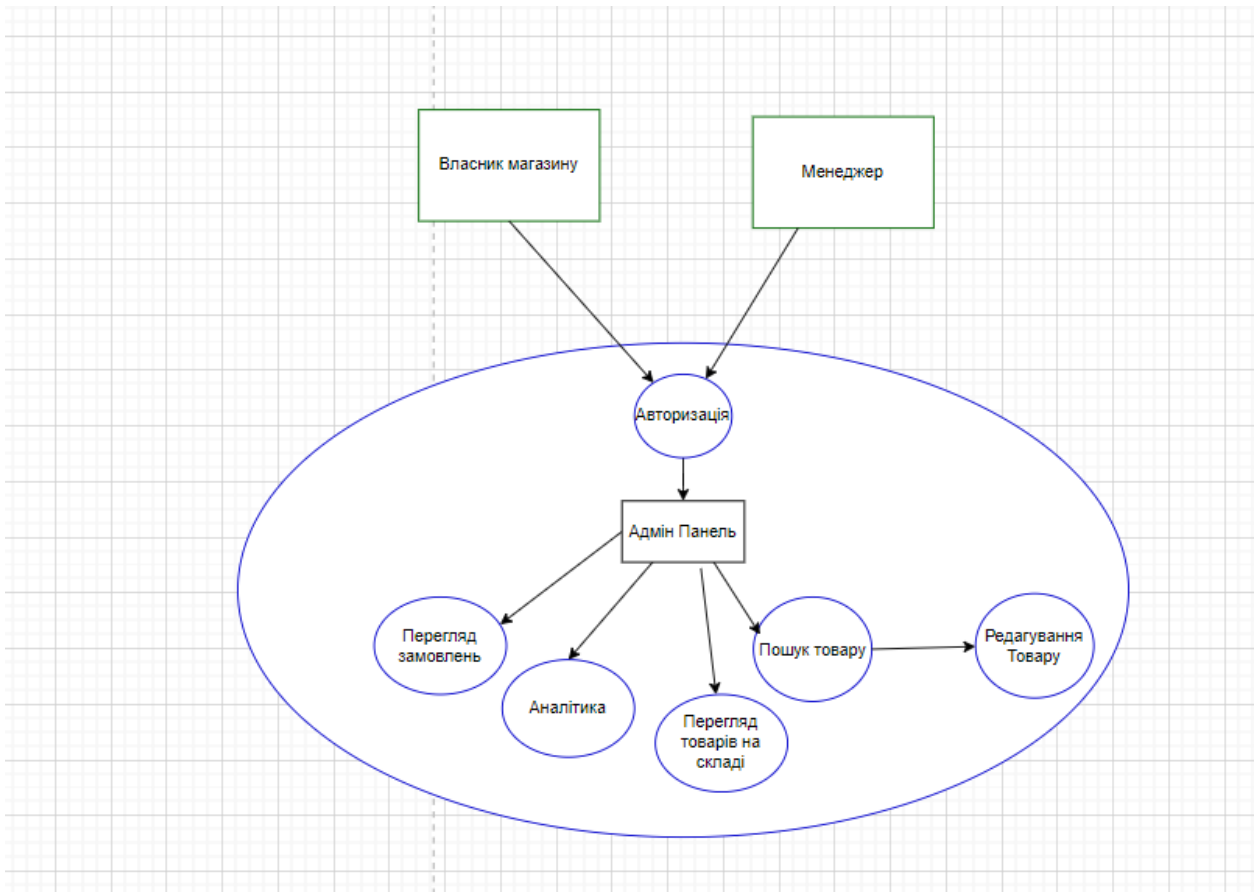 Власник магазину
Менеджер
Авторизація
Адмін Панель
Перегляд
замовлень
Аналітика
Перегляд
товарів на
складі
Пошук товару
Редагування
Товару